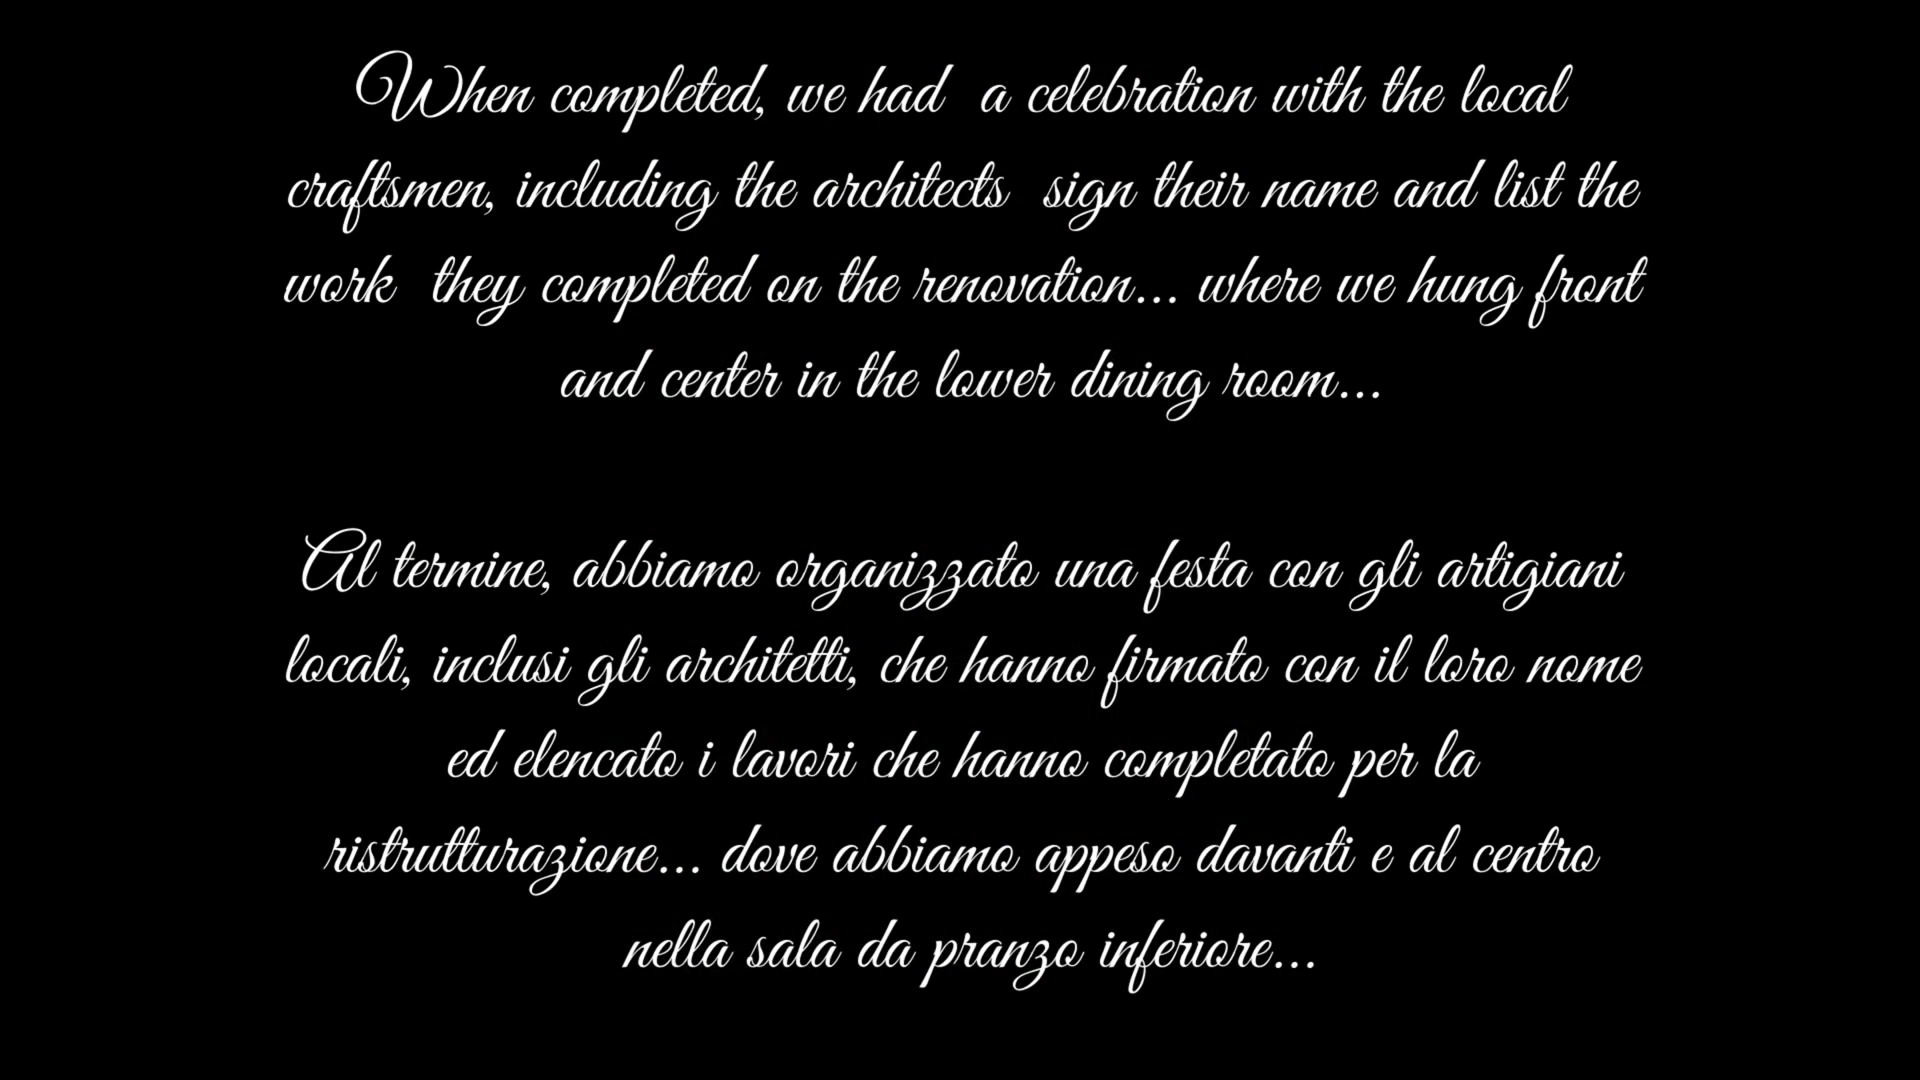 When completed, we had  a celebration with the local
craftsmen, including the architects  sign their name and list the
work  they completed on the renovation... where we hung front
and center in the lower dining room...
Al termine, abbiamo organizzato una festa con gli artigiani
locali, inclusi gli architetti, che hanno firmato con il loro nome
ed elencato i lavori che hanno completato per la
ristrutturazione... dove abbiamo appeso davanti e al centro
nella sala da pranzo inferiore...